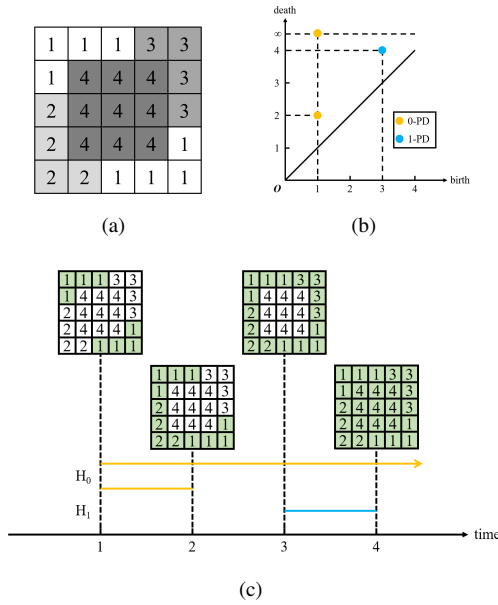 1 1 1 3 3
1 4 4 4 3
2 4 4 4 3
2 4 4 4 1
2 2 1 1 1
(a)
death
∞
4
3
2
1
0-PD
1-PD
o
1 2 3 4
birth
(b)
1 1 1 3 3
1 4 4 4 3
2 4 4 4 3
2 4 4 4 1
2 2 1 1 1
1 1 1 3 3
1 4 4 4 3
2 4 4 4 3
2 4 4 4 1
2 2 1 1 1
1 1 1 3 3
1 4 4 4 3
2 4 4 4 3
2 4 4 4 1
2 2 1 1 1
1 1 1 3 3
1 4 4 4 3
2 4 4 4 3
2 4 4 4 1
2 2 1 1 1
H₀
H₁
1 2 3 4
time
(c)